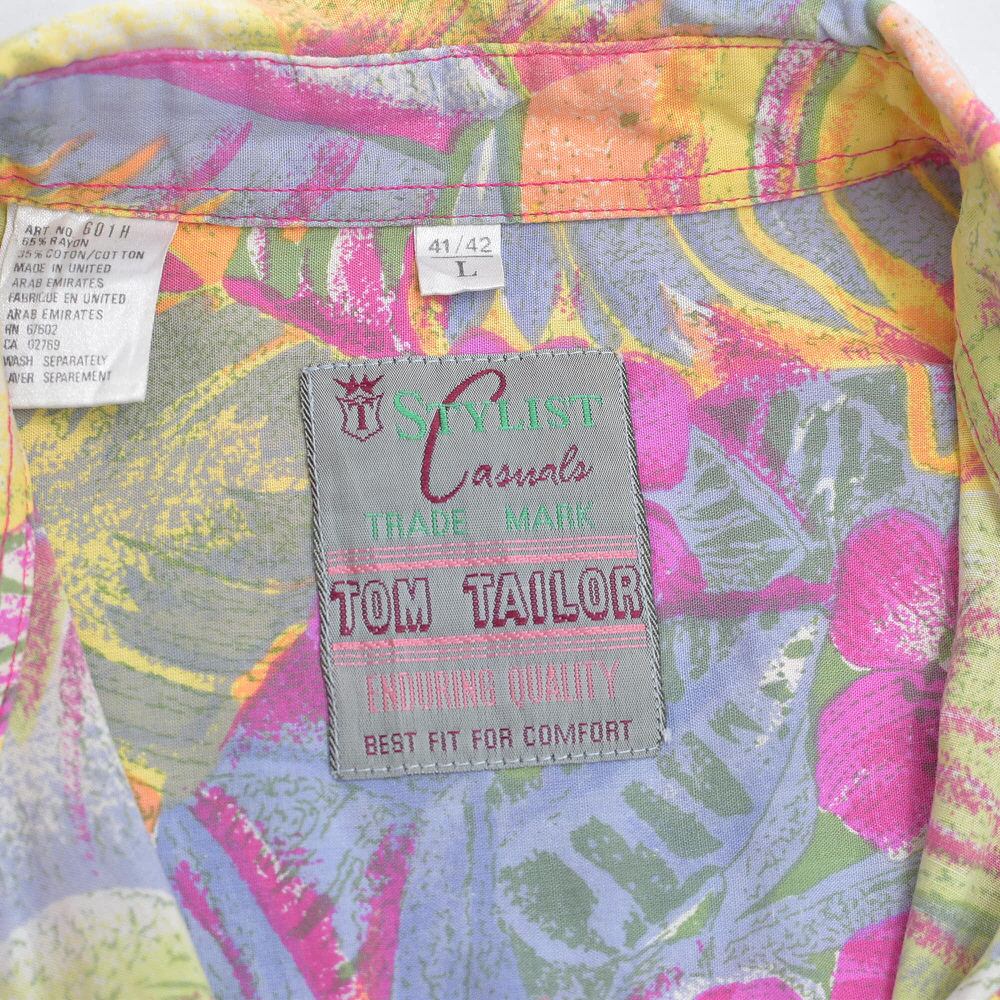 ART NO 601H
65% RAYON
35% COTON/COTTON
MADE IN UNITED
ARAB EMIRATES
FABRIQUE EN UNITED
ARAB EMIRATES
RN 67602
CA 02769
WASH SEPARATELY
AVER SEPAREMENT
41/42
L
T
STYLIST
Casuals
TRADE MARK
TOM TAILOR
ENDURING QUALITY
BEST FIT FOR COMFORT